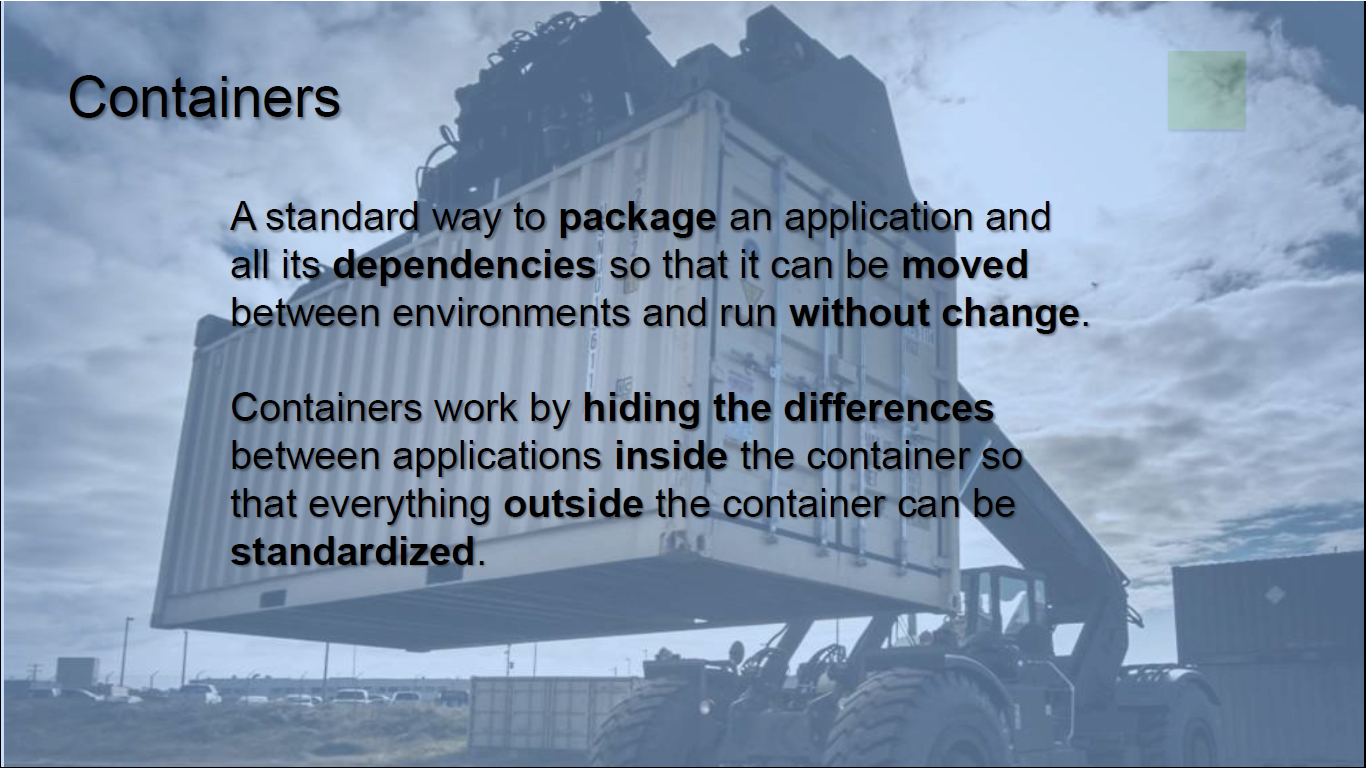 Containers
A standard way to package an application and
all its dependencies so that it can be moved
between environments and run without change.
Containers work by hiding the differences
between applications inside the container so
that everything outside the container can be
standardized.